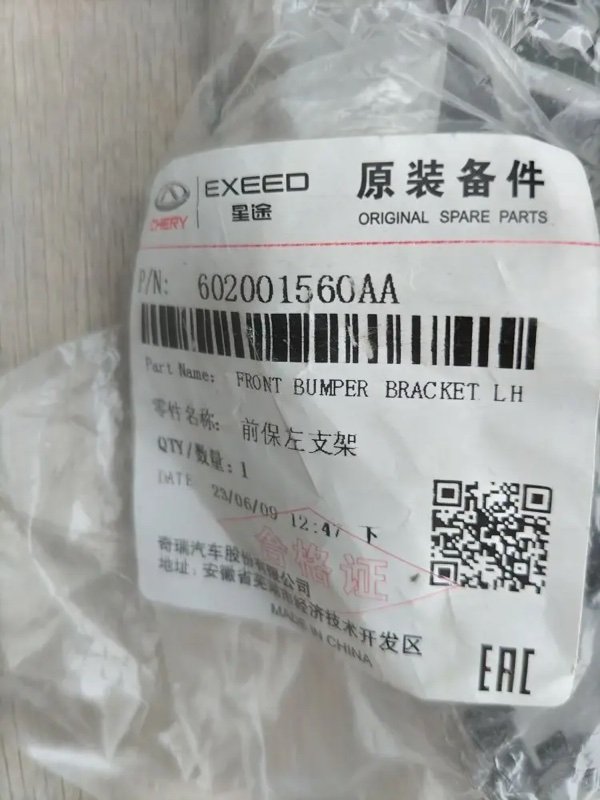 CHERY
EXEED
星途
原装备件
ORIGINAL SPARE PARTS
P/N: 602001560AA
Part Name: FRONT BUMPER BRACKET LH
零件名称: 前保左支架
QTY/数量: 1
DATE 23/06/09 12:47 下
合格证
奇瑞汽车股份有限公司
地址: 安徽省芜湖市经济技术开发区
MADE IN CHINA
EAC